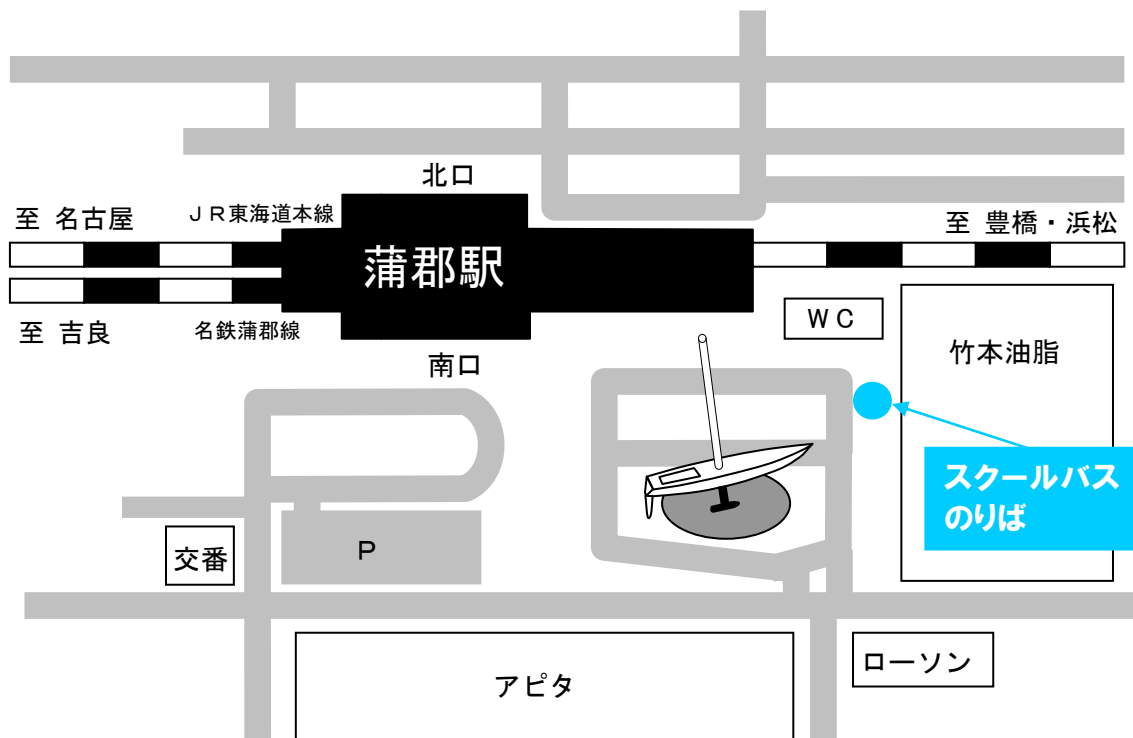 北口
至 名古屋
ＪＲ東海道本線
至 豊橋・浜松
蒲郡駅
至 吉良
名鉄蒲郡線
南口
ＷＣ
竹本油脂
スクールバス
のりば
交番
Ｐ
アピタ
ローソン